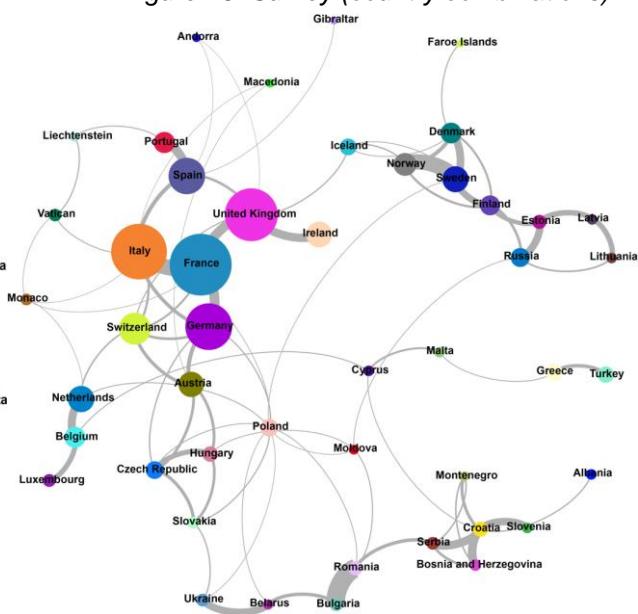 Gibraltar
Andorra
Faroe Islands
Macedonia
Liechtenstein
Portugal
Iceland
Denmark
Norway
Spain
Sweden
Vatican
United Kingdom
Finland
Estonia
Latvia
Ireland
Italy
France
Russia
Lithuania
Monaco
Switzerland
Germany
Malta
Cyprus
Greece
Turkey
Netherlands
Austria
Belgium
Poland
Hungary
Moldova
Czech Republic
Luxembourg
Montenegro
Albania
Slovakia
Croatia
Slovenia
Serbia
Bosnia and Herzegovina
Romania
Ukraine
Belarus
Bulgaria